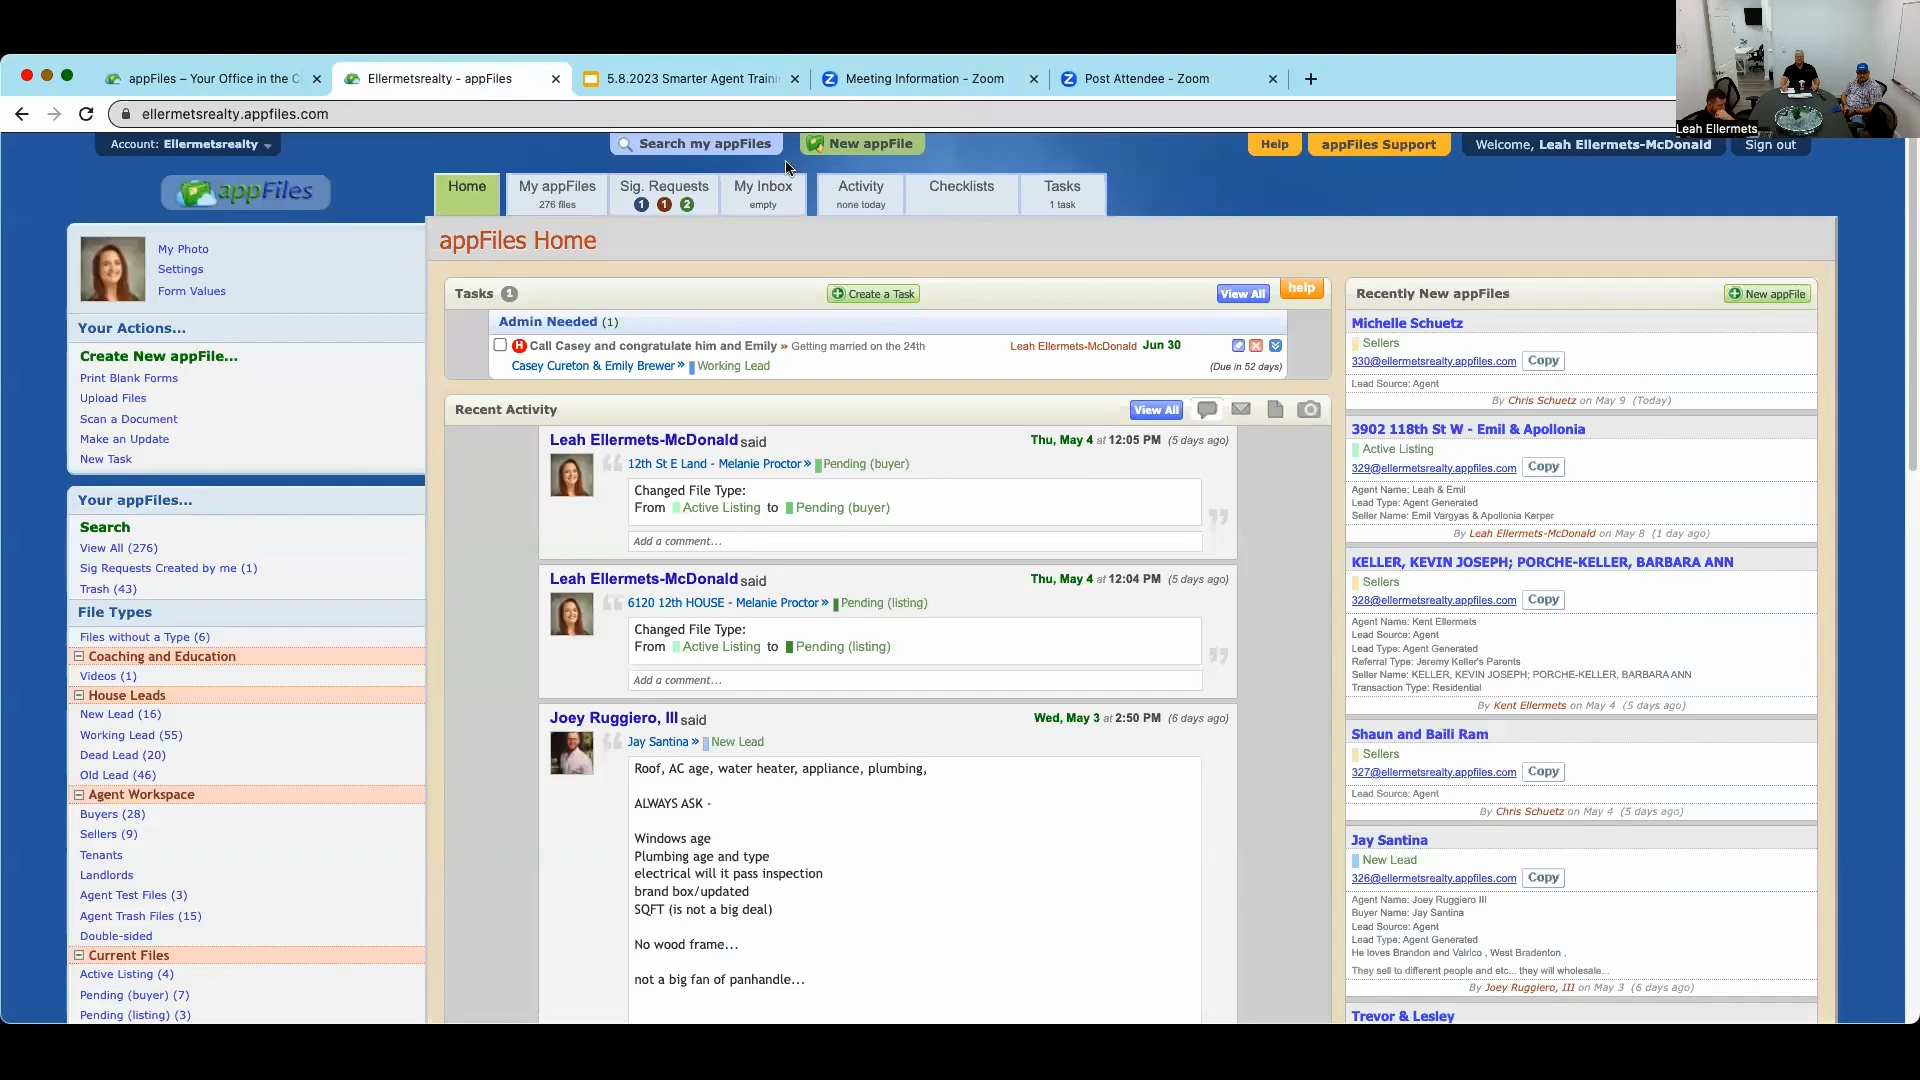 appFiles – Your Office in the C
Ellermetsrealty - appFiles
5.8.2023 Smarter Agent Traini
Meeting Information - Zoom
Post Attendee - Zoom
ellermetsrealty.appfiles.com
Leah Ellermets
Account: Ellermetsrealty
Search my appFiles
New appFile
Help
appFiles Support
Welcome, Leah Ellermets-McDonald
Sign out
appFiles
Home
My appFiles
276 files
Sig. Requests
1 1 2
My Inbox
empty
Activity
none today
Checklists
Tasks
1 task
My Photo
Settings
Form Values
Your Actions...
Create New appFile...
Print Blank Forms
Upload Files
Scan a Document
Make an Update
New Task
Your appFiles...
Search
View All (276)
Sig Requests Created by me (1)
Trash (43)
File Types
Files without a Type (6)
Coaching and Education
Videos (1)
House Leads
New Lead (16)
Working Lead (55)
Dead Lead (20)
Old Lead (46)
Agent Workspace
Buyers (28)
Sellers (9)
Tenants
Landlords
Agent Test Files (3)
Agent Trash Files (15)
Double-sided
Current Files
Active Listing (4)
Pending (buyer) (7)
Pending (listing) (3)
appFiles Home
Tasks 1
Create a Task
View All
help
Admin Needed (1)
H Call Casey and congratulate him and Emily » Getting married on the 24th
Leah Ellermets-McDonald Jun 30
Casey Cureton & Emily Brewer » Working Lead
(Due in 52 days)
Recent Activity
View All
Leah Ellermets-McDonald said
Thu, May 4 at 12:05 PM (5 days ago)
12th St E Land - Melanie Proctor » Pending (buyer)
Changed File Type:
From Active Listing to Pending (buyer)
Add a comment...
Leah Ellermets-McDonald said
Thu, May 4 at 12:04 PM (5 days ago)
6120 12th HOUSE - Melanie Proctor » Pending (listing)
Changed File Type:
From Active Listing to Pending (listing)
Add a comment...
Joey Ruggiero, III said
Wed, May 3 at 2:50 PM (6 days ago)
Jay Santina » New Lead
Roof, AC age, water heater, appliance, plumbing,
ALWAYS ASK -
Windows age
Plumbing age and type
electrical will it pass inspection
brand box/updated
SQFT (is not a big deal)
No wood frame...
not a big fan of panhandle...
Recently New appFiles
New appFile
Michelle Schuetz
Sellers
330@ellermetsrealty.appfiles.com Copy
Lead Source: Agent
By Chris Schuetz on May 9 (Today)
3902 118th St W - Emil & Apollonia
Active Listing
329@ellermetsrealty.appfiles.com Copy
Agent Name: Leah & Emil
Lead Type: Agent Generated
Seller Name: Emil Vargyas & Apollonia Kerper
By Leah Ellermets-McDonald on May 8 (1 day ago)
KELLER, KEVIN JOSEPH; PORCHE-KELLER, BARBARA ANN
Sellers
328@ellermetsrealty.appfiles.com Copy
Agent Name: Kent Ellermets
Lead Source: Agent
Lead Type: Agent Generated
Referral Type: Jeremy Keller's Parents
Seller Name: KELLER, KEVIN JOSEPH; PORCHE-KELLER, BARBARA ANN
Transaction Type: Residential
By Kent Ellermets on May 4 (5 days ago)
Shaun and Baili Ram
Sellers
327@ellermetsrealty.appfiles.com Copy
Lead Source: Agent
By Chris Schuetz on May 4 (5 days ago)
Jay Santina
New Lead
326@ellermetsrealty.appfiles.com Copy
Agent Name: Joey Ruggiero III
Buyer Name: Jay Santina
Lead Source: Agent
Lead Type: Agent Generated
He loves Brandon and Valrico , West Bradenton ,
They sell to different people and etc... they will wholesale...
By Joey Ruggiero, III on May 3 (6 days ago)
Trevor & Lesley